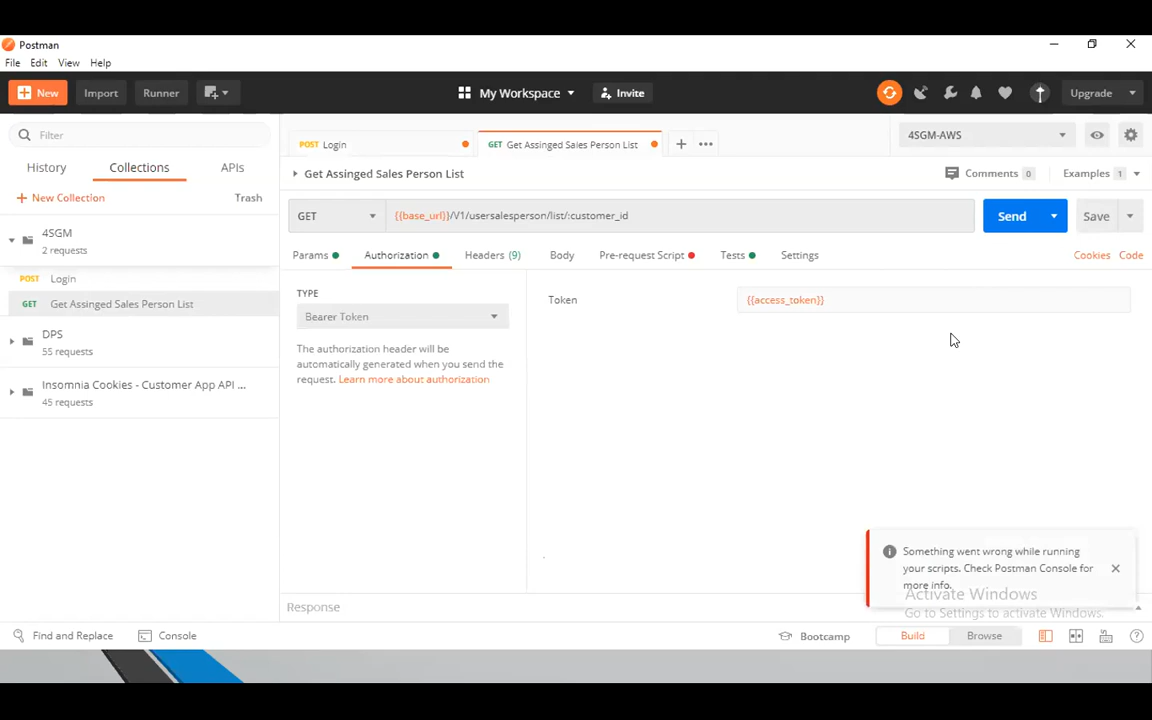 Postman
File Edit View Help
New Import Runner My Workspace Invite Upgrade
Filter
History Collections APIs
New Collection Trash
4SGM
2 requests
POST Login
GET Get Assinged Sales Person List
DPS
55 requests
Insomnia Cookies - Customer App API ...
45 requests
POST Login GET Get Assinged Sales Person List 4SGM-AWS
Get Assinged Sales Person List Comments 0 Examples 1
GET {{base_url}}/V1/usersalesperson/list/:customer_id Send Save
Params Authorization Headers (9) Body Pre-request Script Tests Settings Cookies Code
TYPE
Bearer Token
The authorization header will be
automatically generated when you send the
request. Learn more about authorization
Token {{access_token}}
Something went wrong while running
your scripts. Check Postman Console for
more info.
Activate Windows
Go to Settings to activate Windows.
Response
Find and Replace Console Bootcamp Build Browse